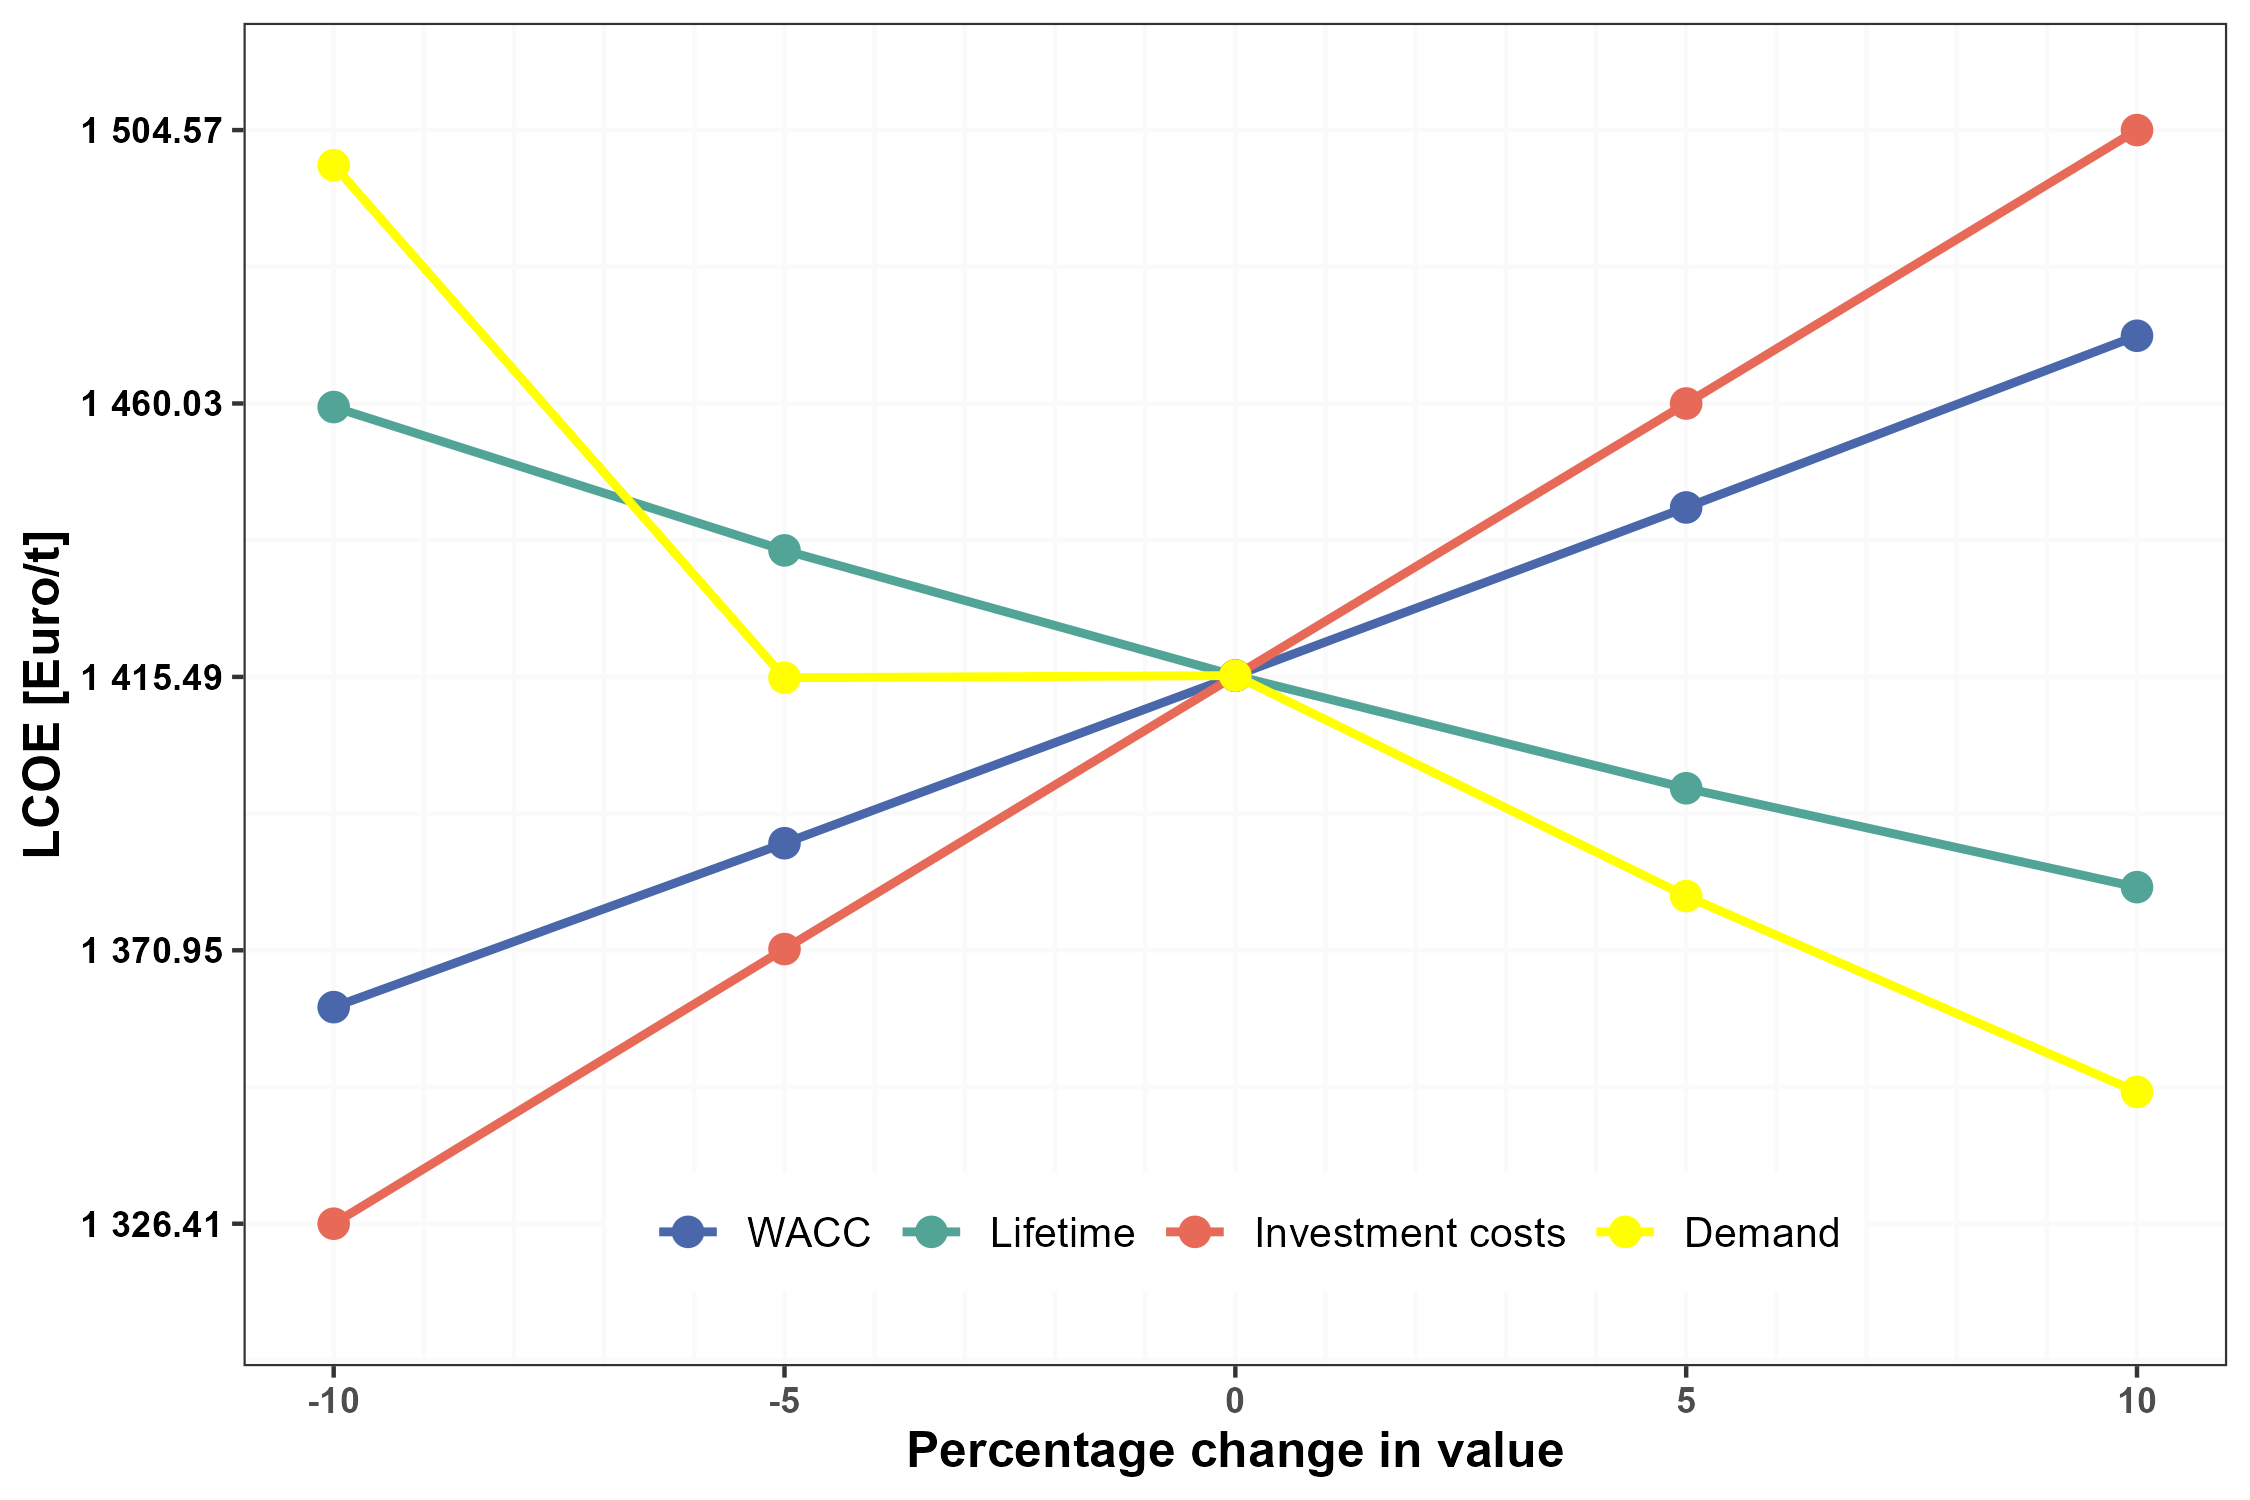 LCOE [Euro/t]
1 504.57
1 460.03
1 415.49
1 370.95
1 326.41
WACC Lifetime Investment costs Demand
-10 -5 0 5 10
Percentage change in value